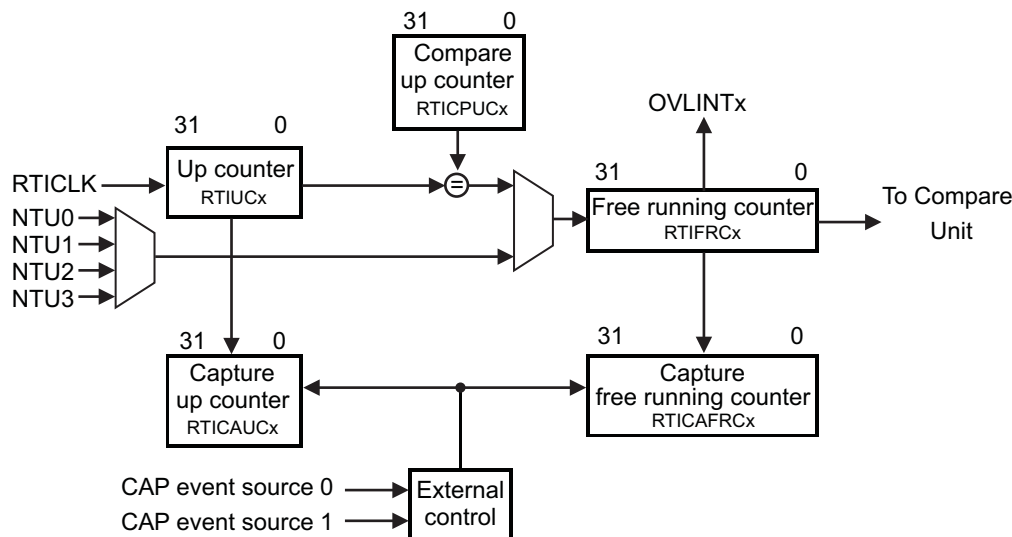 31 0
Compare
up counter
RTICPUCx
OVLINTx
31 0
Up counter
RTIUCx
RTICLK
=
31 0
Free running counter
RTIFRCx
To Compare
Unit
NTU0
NTU1
NTU2
NTU3
31 0
Capture
up counter
RTICAUCx
31 0
Capture
free running counter
RTICAFRCx
CAP event source 0
CAP event source 1
External
control